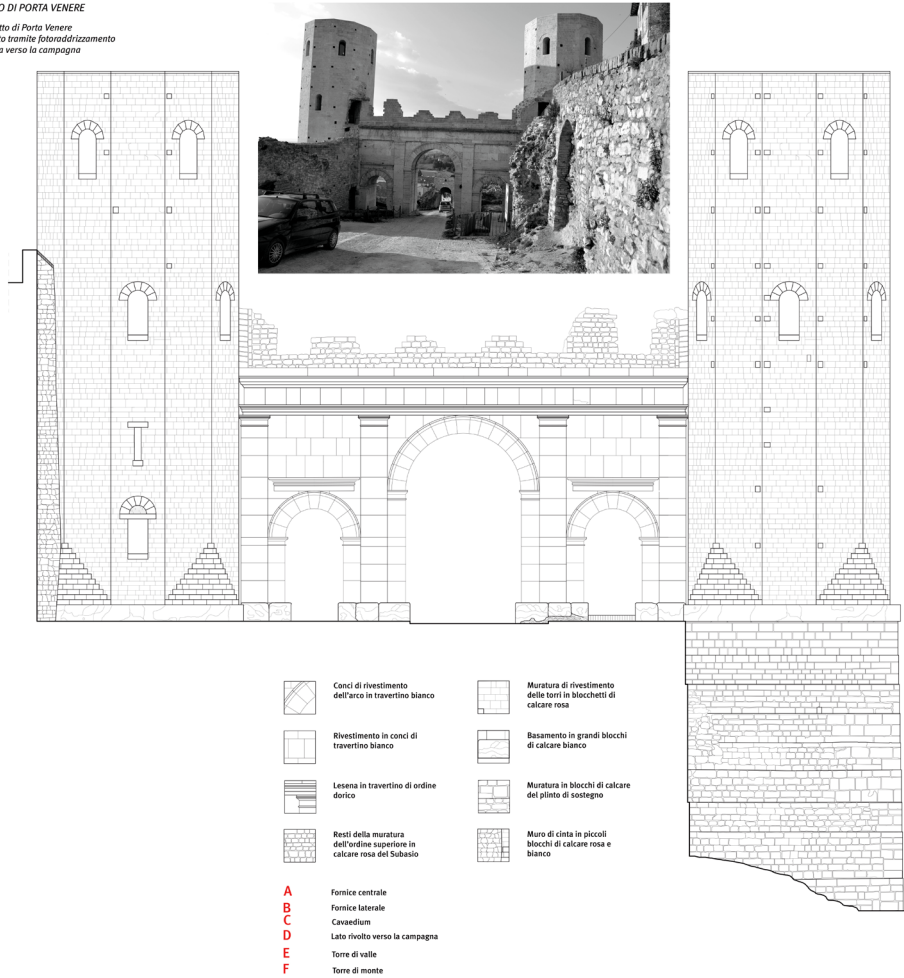 O DI PORTA VENERE
tto di Porta Venere
to tramite fotoraddrizzamento
a verso la campagna
Conci di rivestimento
dell'arco in travertino bianco
Rivestimento in conci di
travertino bianco
Lesena in travertino di ordine
dorico
Resti della muratura
dell'ordine superiore in
calcare rosa del Subasio
Muratura di rivestimento
delle torri in blocchetti di
calcare rosa
Basamento in grandi blocchi
di calcare bianco
Muratura in blocchi di calcare
del plinto di sostegno
Muro di cinta in piccoli
blocchi di calcare rosa e
bianco
A Fornice centrale
B Fornice laterale
C Cavaedium
D Lato rivolto verso la campagna
E Torre di valle
F Torre di monte